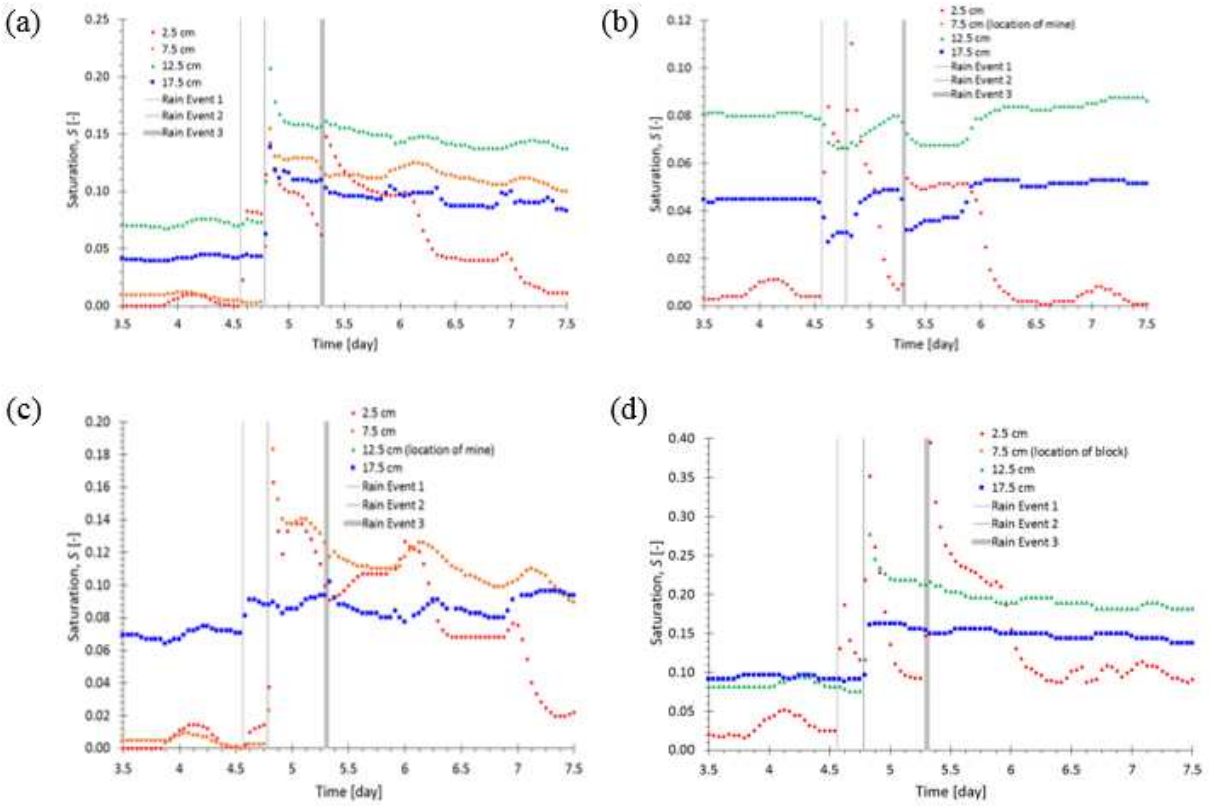 (a)
0.25
0.20
0.15
0.10
0.05
0.00
Saturation, S [-]
2.5 cm
7.5 cm
12.5 cm
17.5 cm
Rain Event 1
Rain Event 2
Rain Event 3
3.5 4 4.5 5 5.5 6 6.5 7 7.5
Time [day]
(b)
0.12
0.10
0.08
0.06
0.04
0.02
0.00
Saturation, S [-]
2.5 cm
7.5 cm (location of mine)
12.5 cm
17.5 cm
Rain Event 1
Rain Event 2
Rain Event 3
3.5 4 4.5 5 5.5 6 6.5 7 7.5
Time [day]
(c)
0.20
0.18
0.16
0.14
0.12
0.10
0.08
0.06
0.04
0.02
0.00
Saturation, S [-]
2.5 cm
7.5 cm
12.5 cm (location of mine)
17.5 cm
Rain Event 1
Rain Event 2
Rain Event 3
3.5 4 4.5 5 5.5 6 6.5 7 7.5
Time [day]
(d)
0.40
0.35
0.30
0.25
0.20
0.15
0.10
0.05
0.00
Saturation, S [-]
2.5 cm
7.5 cm (location of block)
12.5 cm
17.5 cm
Rain Event 1
Rain Event 2
Rain Event 3
3.5 4 4.5 5 5.5 6 6.5 7 7.5
Time [day]